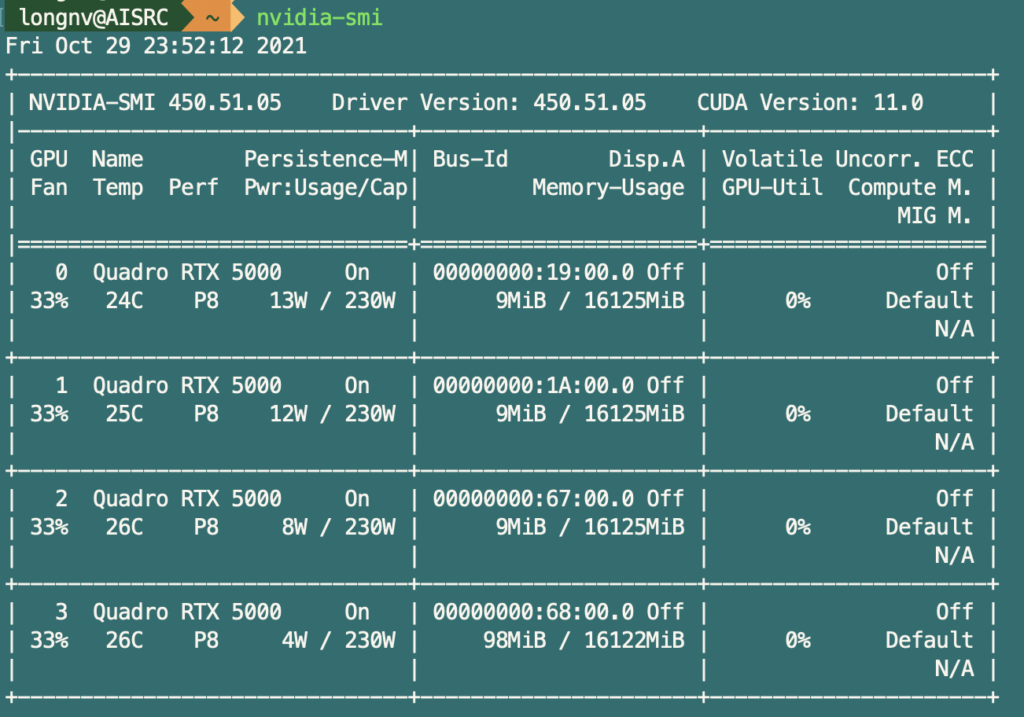 longnv@AISRC ~ nvidia-smi
Fri Oct 29 23:52:12 2021
+-----------------------------------------------------------------------------+
| NVIDIA-SMI 450.51.05    Driver Version: 450.51.05    CUDA Version: 11.0     |
|-------------------------------+----------------------+----------------------+
| GPU  Name        Persistence-M| Bus-Id        Disp.A | Volatile Uncorr. ECC |
| Fan  Temp  Perf  Pwr:Usage/Cap|         Memory-Usage | GPU-Util  Compute M. |
|                               |                      |               MIG M. |
|===============================+======================+======================|
|   0  Quadro RTX 5000     On   | 00000000:19:00.0 Off |                  Off |
| 33%   24C    P8    13W / 230W |      9MiB / 16125MiB |      0%      Default |
|                               |                      |                  N/A |
+-------------------------------+----------------------+----------------------+
|   1  Quadro RTX 5000     On   | 00000000:1A:00.0 Off |                  Off |
| 33%   25C    P8    12W / 230W |      9MiB / 16125MiB |      0%      Default |
|                               |                      |                  N/A |
+-------------------------------+----------------------+----------------------+
|   2  Quadro RTX 5000     On   | 00000000:67:00.0 Off |                  Off |
| 33%   26C    P8     8W / 230W |      9MiB / 16125MiB |      0%      Default |
|                               |                      |                  N/A |
+-------------------------------+----------------------+----------------------+
|   3  Quadro RTX 5000     On   | 00000000:68:00.0 Off |                  Off |
| 33%   26C    P8     4W / 230W |     98MiB / 16122MiB |      0%      Default |
|                               |                      |                  N/A |
+-------------------------------+----------------------+----------------------+